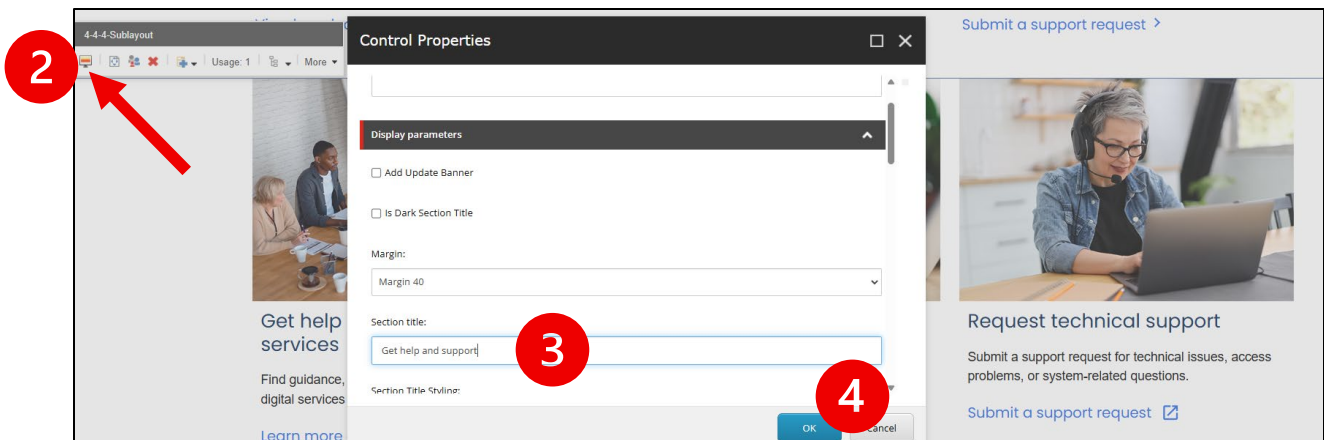 Submit a support request >
4-4-4-Sublayout
Control Properties
2
Usage: 1
More
Display parameters
Add Update Banner
Is Dark Section Title
Margin:
Margin 40
Section title:
Get help and support
3
Section Title Styling:
4
OK
Cancel
Get help
services
Find guidance,
digital services
Learn more
Request technical support
Submit a support request for technical issues, access
problems, or system-related questions.
Submit a support request